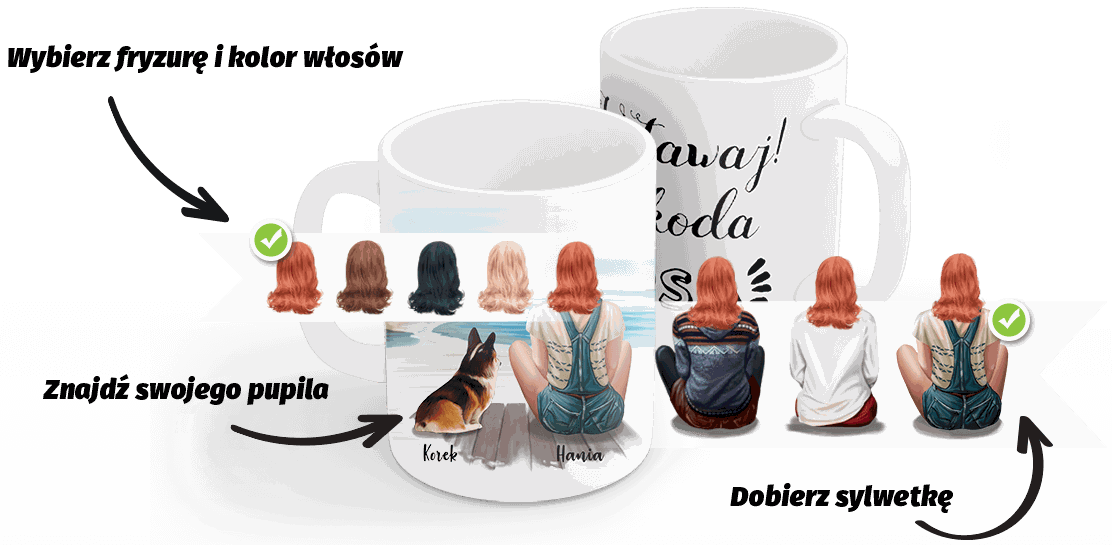 Wybierz fryzurę i kolor włosów
tawaj!
koda
Znajdź swojego pupila
Korek
Hania
Dobierz sylwetkę